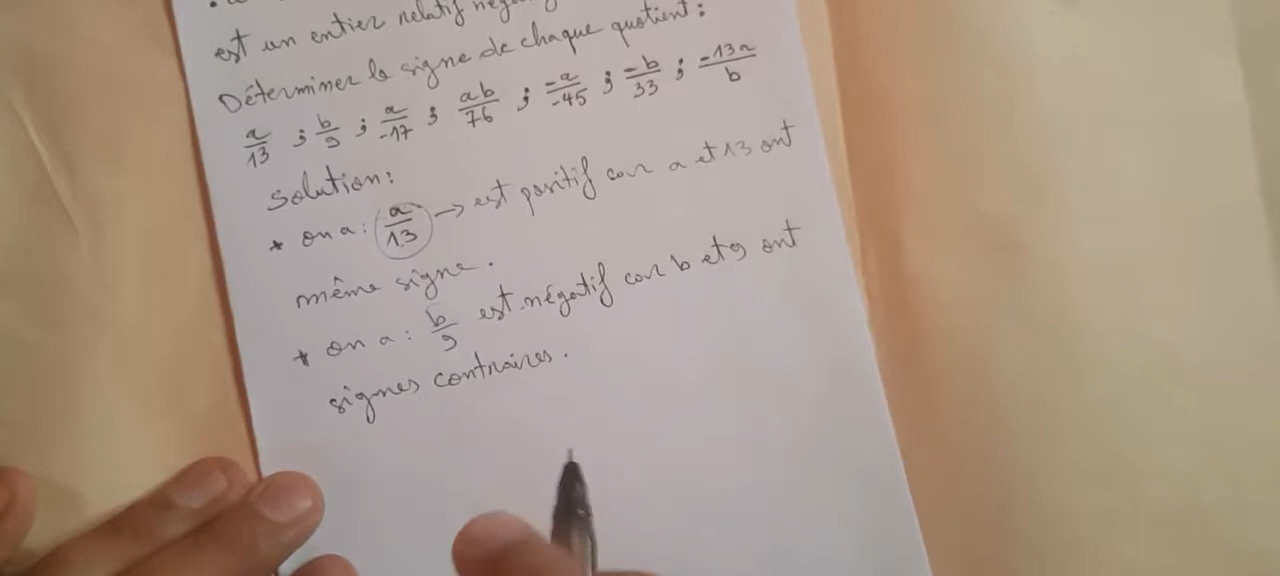 est un entier relatif
Déterminer le signe de chaque quotient :
a/13 ; b/9 ; a/-17 ; ab/76 ; -a/-45 ; -b/33 ; -13a/b
Solution :
* on a : a/13 → est positif car a et 13 ont
même signe .
* on a : b/9 est négatif car b et 9 ont
signes contraires .